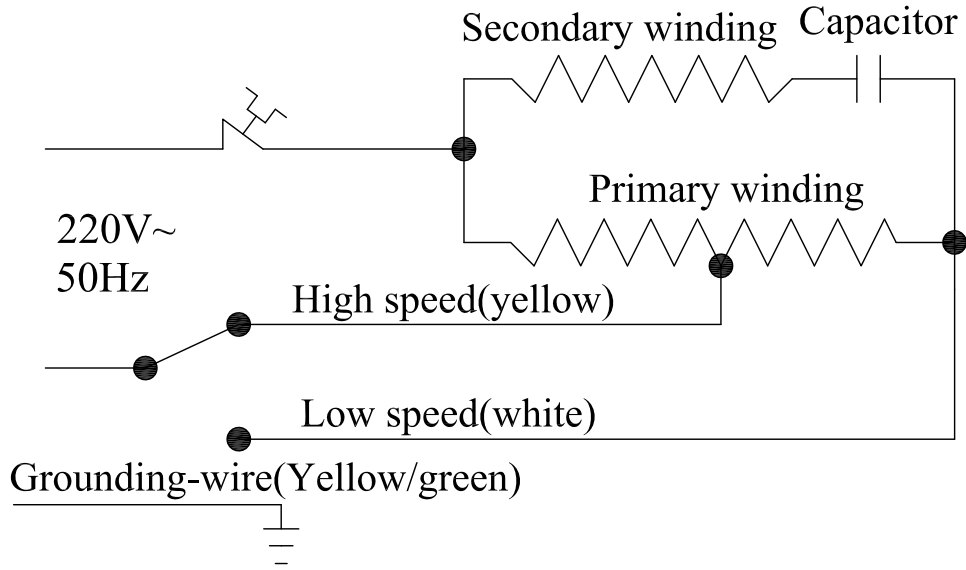 Secondary winding
Capacitor
Primary winding
220V~
50Hz
High speed(yellow)
Low speed(white)
Grounding-wire(Yellow/green)